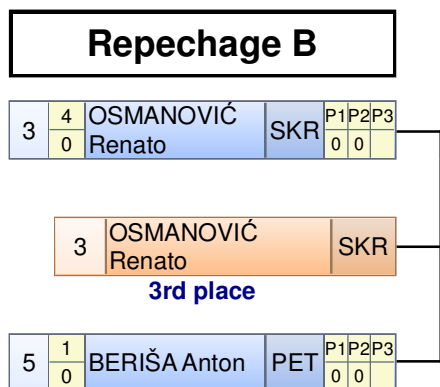 Repechage B
3 4 OSMANOVIĆ SKR P1 P2 P3
0 Renato 0 0
3 OSMANOVIĆ SKR
Renato
3rd place
5 1 BERIŠA Anton PET P1 P2 P3
0 0 0